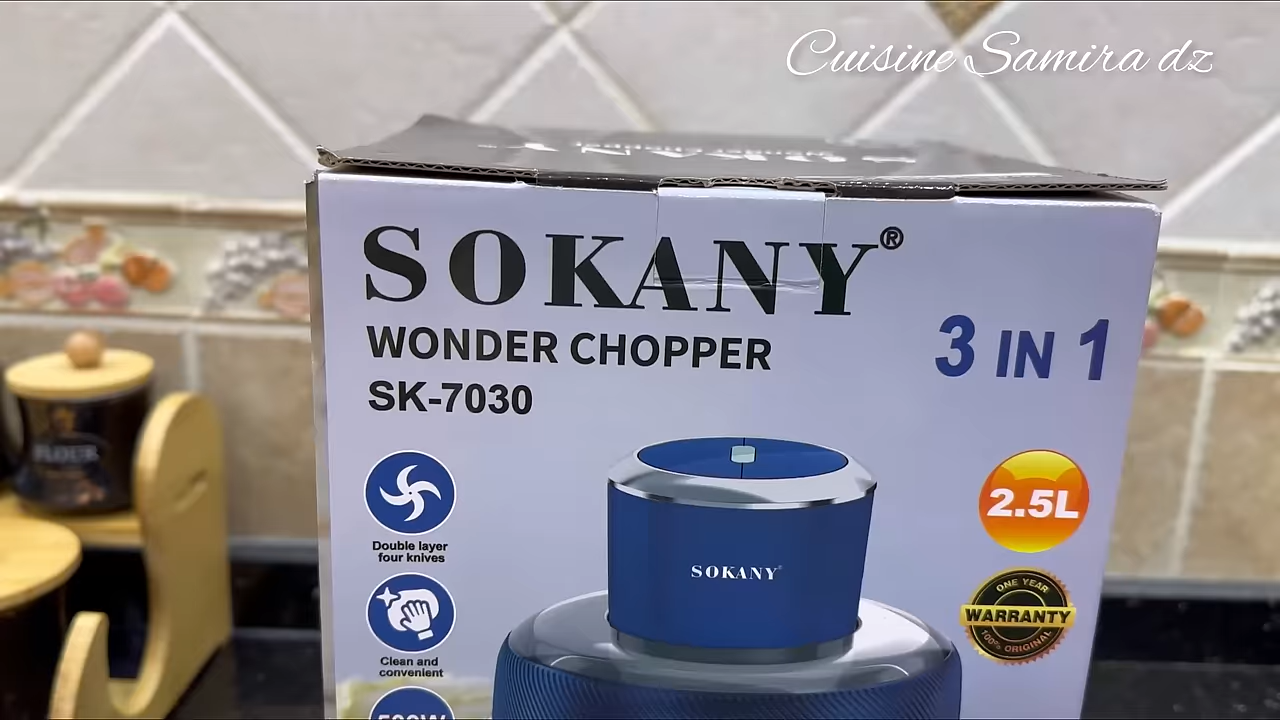 Cuisine Samira dz
SOKANY®
WONDER CHOPPER
SK-7030
3 IN 1
Double layer
four knives
Clean and
convenient
SOKANY
2.5L
ONE YEAR
WARRANTY
100% ORIGINAL
FLOUR